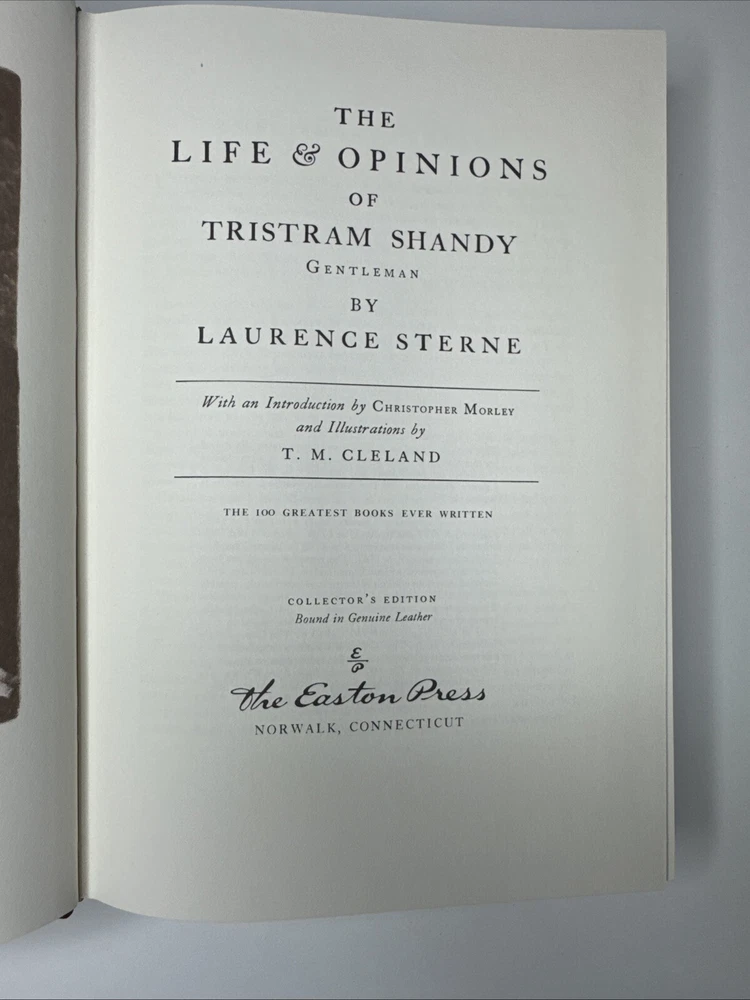 THE
LIFE & OPINIONS
OF
TRISTRAM SHANDY
GENTLEMAN
BY
LAURENCE STERNE
With an Introduction by CHRISTOPHER MORLEY
and Illustrations by
T. M. CLELAND
THE 100 GREATEST BOOKS EVER WRITTEN
COLLECTOR'S EDITION
Bound in Genuine Leather
E
P
The Easton Press
NORWALK, CONNECTICUT